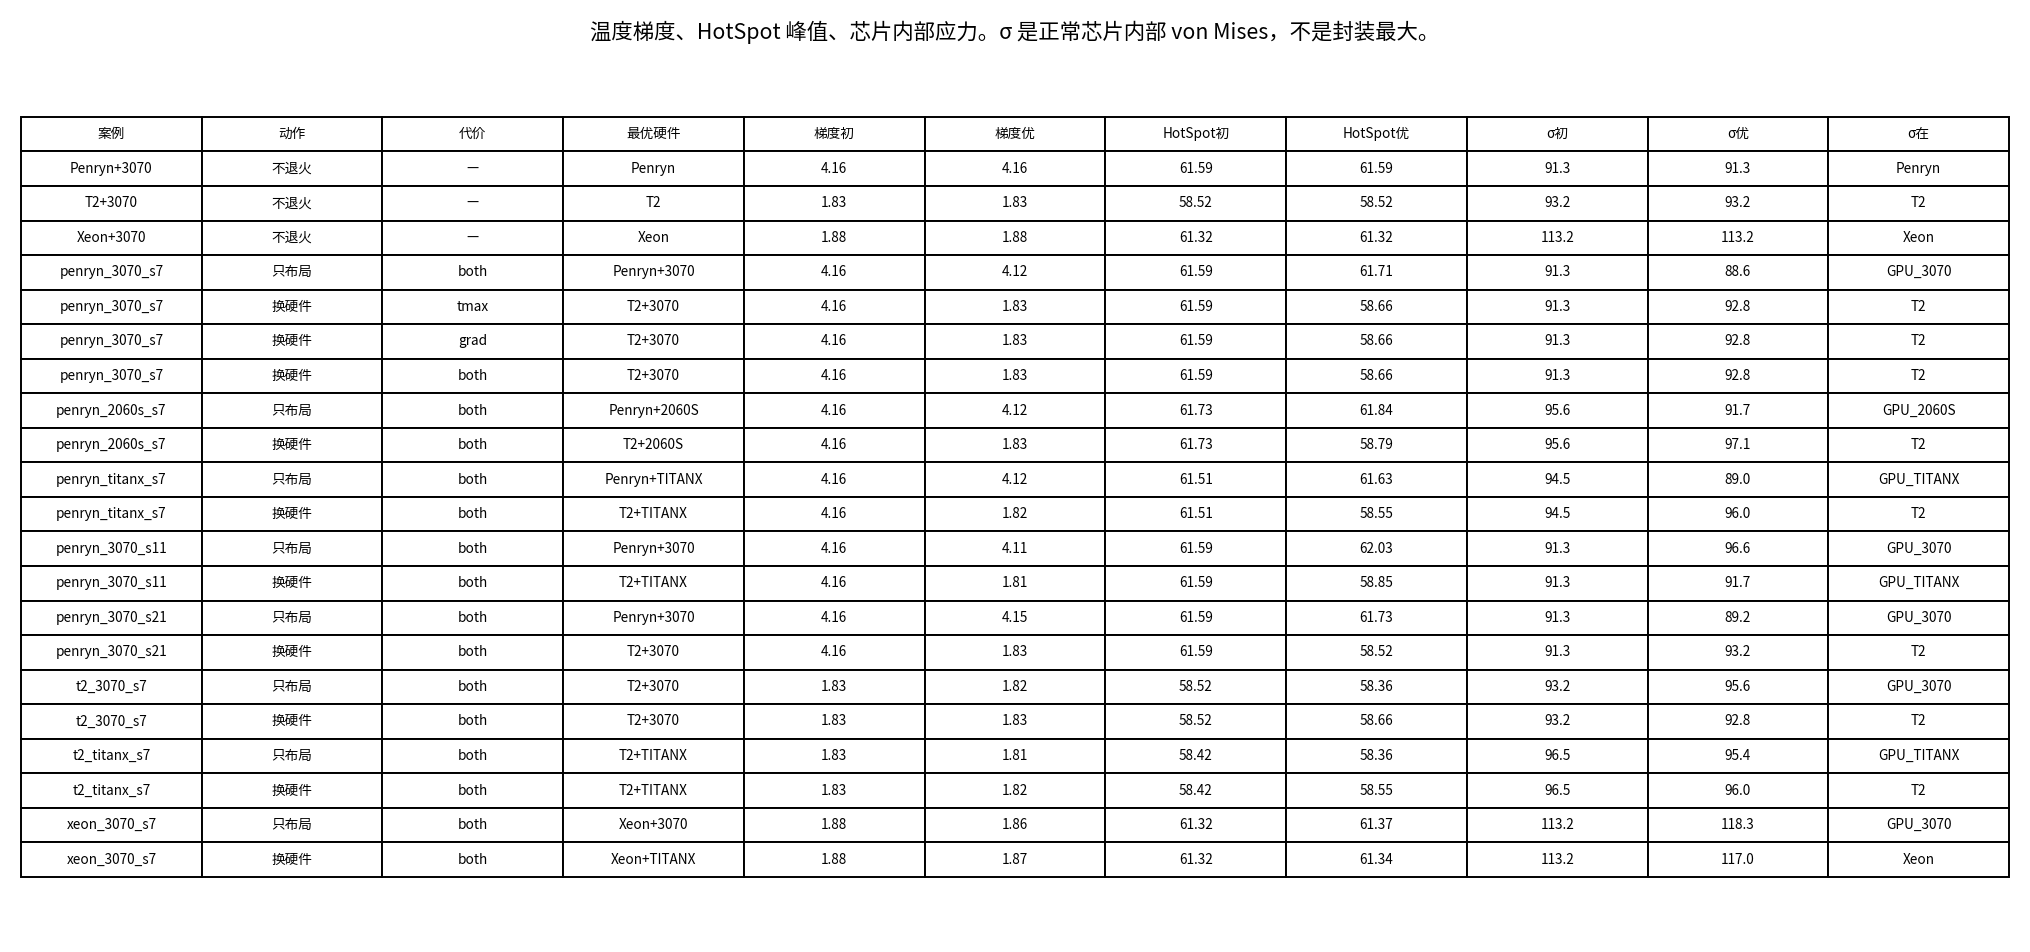 温度梯度、HotSpot 峰值、芯片内部应力。σ 是正常芯片内部 von Mises，不是封装最大。
案例 动作 代价 最优硬件 梯度初 梯度优 HotSpot初 HotSpot优 σ初 σ优 σ在
Penryn+3070 不退火 — Penryn 4.16 4.16 61.59 61.59 91.3 91.3 Penryn
T2+3070 不退火 — T2 1.83 1.83 58.52 58.52 93.2 93.2 T2
Xeon+3070 不退火 — Xeon 1.88 1.88 61.32 61.32 113.2 113.2 Xeon
penryn_3070_s7 只布局 both Penryn+3070 4.16 4.12 61.59 61.71 91.3 88.6 GPU_3070
penryn_3070_s7 换硬件 tmax T2+3070 4.16 1.83 61.59 58.66 91.3 92.8 T2
penryn_3070_s7 换硬件 grad T2+3070 4.16 1.83 61.59 58.66 91.3 92.8 T2
penryn_3070_s7 换硬件 both T2+3070 4.16 1.83 61.59 58.66 91.3 92.8 T2
penryn_2060s_s7 只布局 both Penryn+2060S 4.16 4.12 61.73 61.84 95.6 91.7 GPU_2060S
penryn_2060s_s7 换硬件 both T2+2060S 4.16 1.83 61.73 58.79 95.6 97.1 T2
penryn_titanx_s7 只布局 both Penryn+TITANX 4.16 4.12 61.51 61.63 94.5 89.0 GPU_TITANX
penryn_titanx_s7 换硬件 both T2+TITANX 4.16 1.82 61.51 58.55 94.5 96.0 T2
penryn_3070_s11 只布局 both Penryn+3070 4.16 4.11 61.59 62.03 91.3 96.6 GPU_3070
penryn_3070_s11 换硬件 both T2+TITANX 4.16 1.81 61.59 58.85 91.3 91.7 GPU_TITANX
penryn_3070_s21 只布局 both Penryn+3070 4.16 4.15 61.59 61.73 91.3 89.2 GPU_3070
penryn_3070_s21 换硬件 both T2+3070 4.16 1.83 61.59 58.52 91.3 93.2 T2
t2_3070_s7 只布局 both T2+3070 1.83 1.82 58.52 58.36 93.2 95.6 GPU_3070
t2_3070_s7 换硬件 both T2+3070 1.83 1.83 58.52 58.66 93.2 92.8 T2
t2_titanx_s7 只布局 both T2+TITANX 1.83 1.81 58.42 58.36 96.5 95.4 GPU_TITANX
t2_titanx_s7 换硬件 both T2+TITANX 1.83 1.82 58.42 58.55 96.5 96.0 T2
xeon_3070_s7 只布局 both Xeon+3070 1.88 1.86 61.32 61.37 113.2 118.3 GPU_3070
xeon_3070_s7 换硬件 both Xeon+TITANX 1.88 1.87 61.32 61.34 113.2 117.0 Xeon